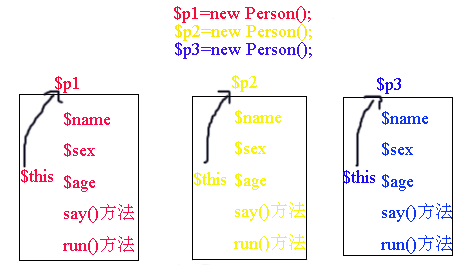 $p1=new Person();
$p2=new Person();
$p3=new Person();
$p1
$name
$sex
$this $age
say()方法
run()方法
$p2
$name
$sex
$this $age
say()方法
run()方法
$p3
$name
$sex
$this $age
say()方法
run()方法